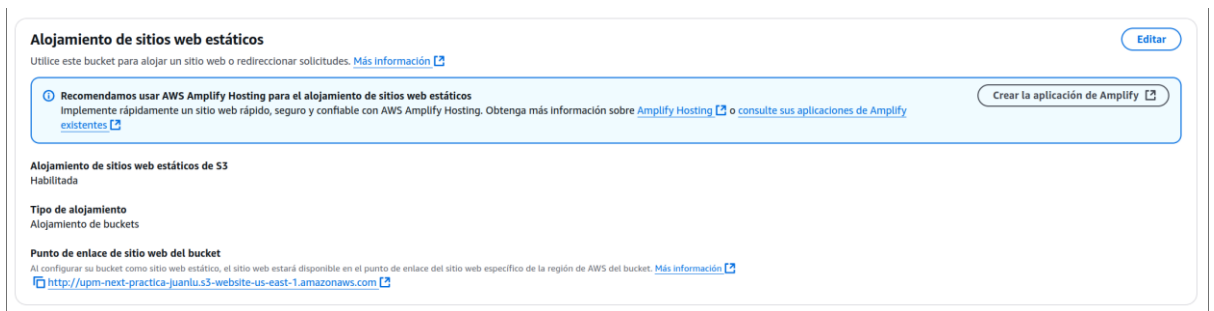 Alojamiento de sitios web estáticos
Editar
Utilice este bucket para alojar un sitio web o redireccionar solicitudes. Más información
Recomendamos usar AWS Amplify Hosting para el alojamiento de sitios web estáticos
Crear la aplicación de Amplify
Implemente rápidamente un sitio web rápido, seguro y confiable con AWS Amplify Hosting. Obtenga más información sobre Amplify Hosting o consulte sus aplicaciones de Amplify
existentes
Alojamiento de sitios web estáticos de S3
Habilitada
Tipo de alojamiento
Alojamiento de buckets
Punto de enlace de sitio web del bucket
Al configurar su bucket como sitio web estático, el sitio web estará disponible en el punto de enlace del sitio web específico de la región de AWS del bucket. Más información
http://upm-next-practica-juanlu.s3-website-us-east-1.amazonaws.com